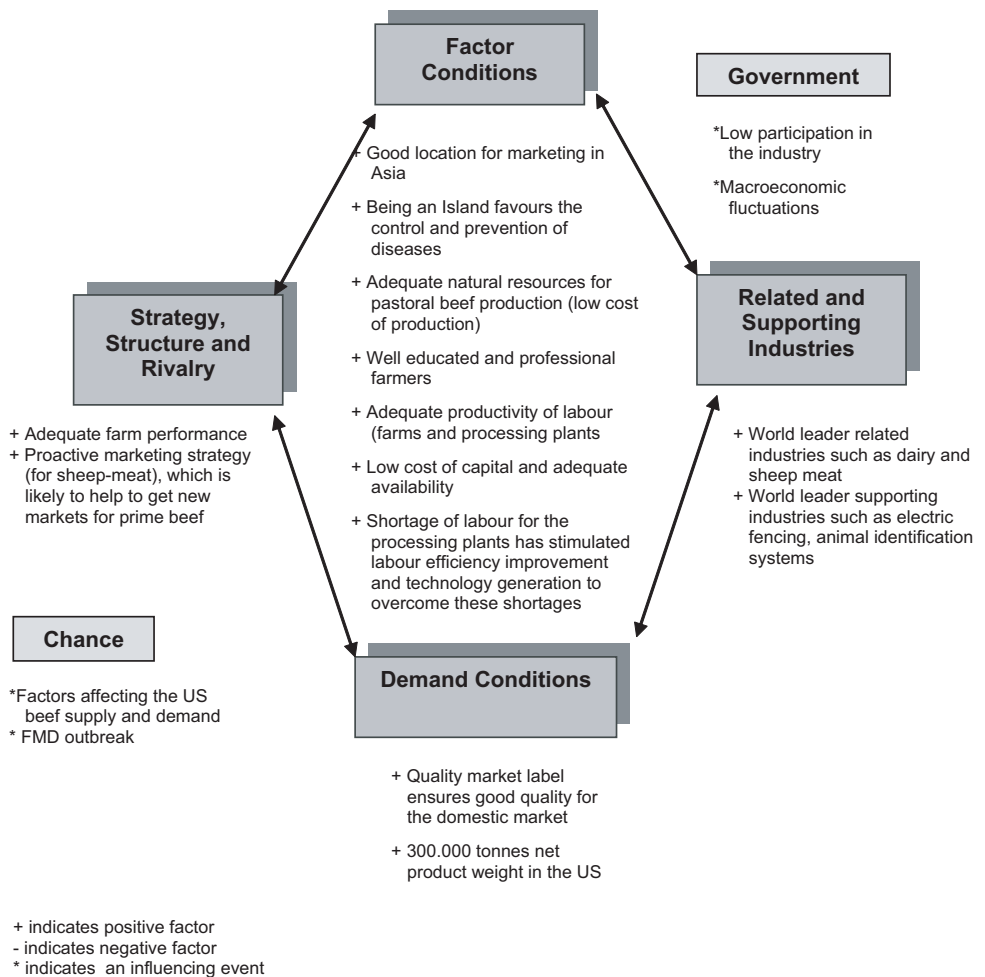 Factor
Conditions
Government
+ Good location for marketing in
Asia
+ Being an Island favours the
control and prevention of
diseases
+ Adequate natural resources for
pastoral beef production (low cost
of production)
+ Well educated and professional
farmers
+ Adequate productivity of labour
(farms and processing plants
+ Low cost of capital and adequate
availability
+ Shortage of labour for the
processing plants has stimulated
labour efficiency improvement
and technology generation to
overcome these shortages
*Low participation in
the industry
*Macroeconomic
fluctuations
Strategy,
Structure and
Rivalry
+ Adequate farm performance
+ Proactive marketing strategy
(for sheep-meat), which is
likely to help to get new
markets for prime beef
Related and
Supporting
Industries
+ World leader related
industries such as dairy and
sheep meat
+ World leader supporting
industries such as electric
fencing, animal identification
systems
Chance
*Factors affecting the US
beef supply and demand
* FMD outbreak
Demand Conditions
+ Quality market label
ensures good quality for
the domestic market
+ 300.000 tonnes net
product weight in the US
+ indicates positive factor
- indicates negative factor
* indicates an influencing event